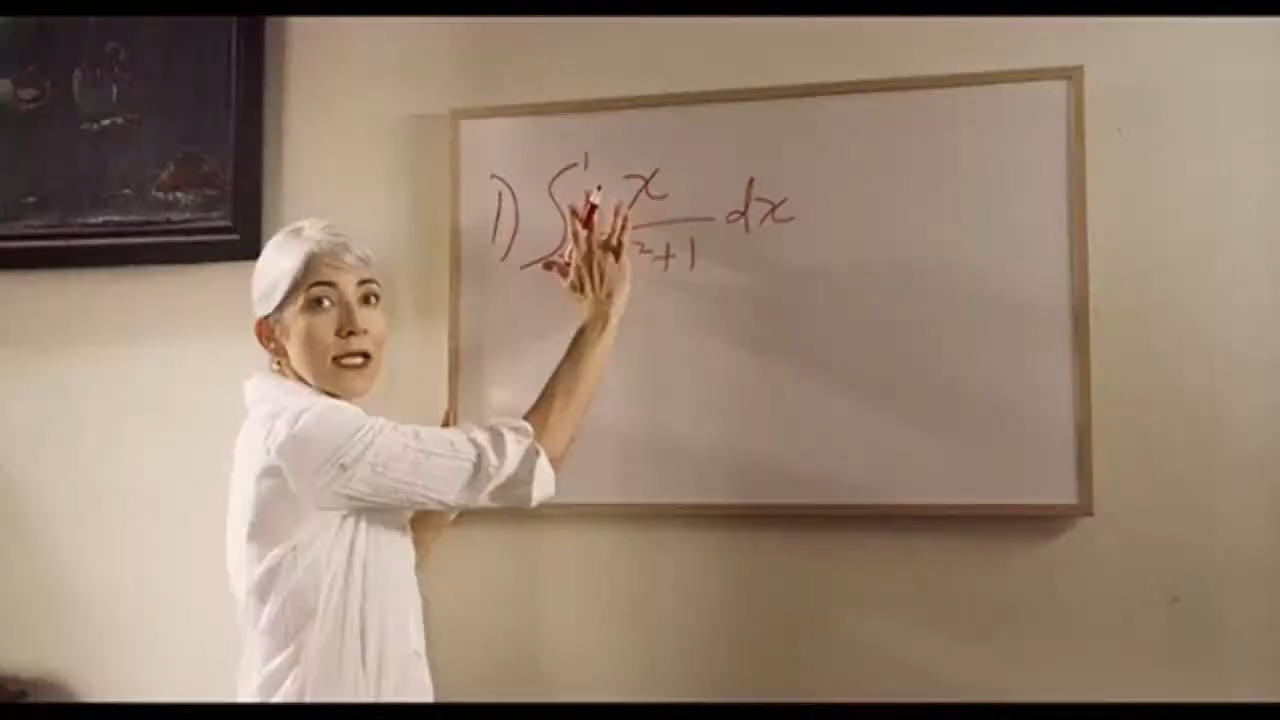 1) ∫ 1 x
2+1 dx